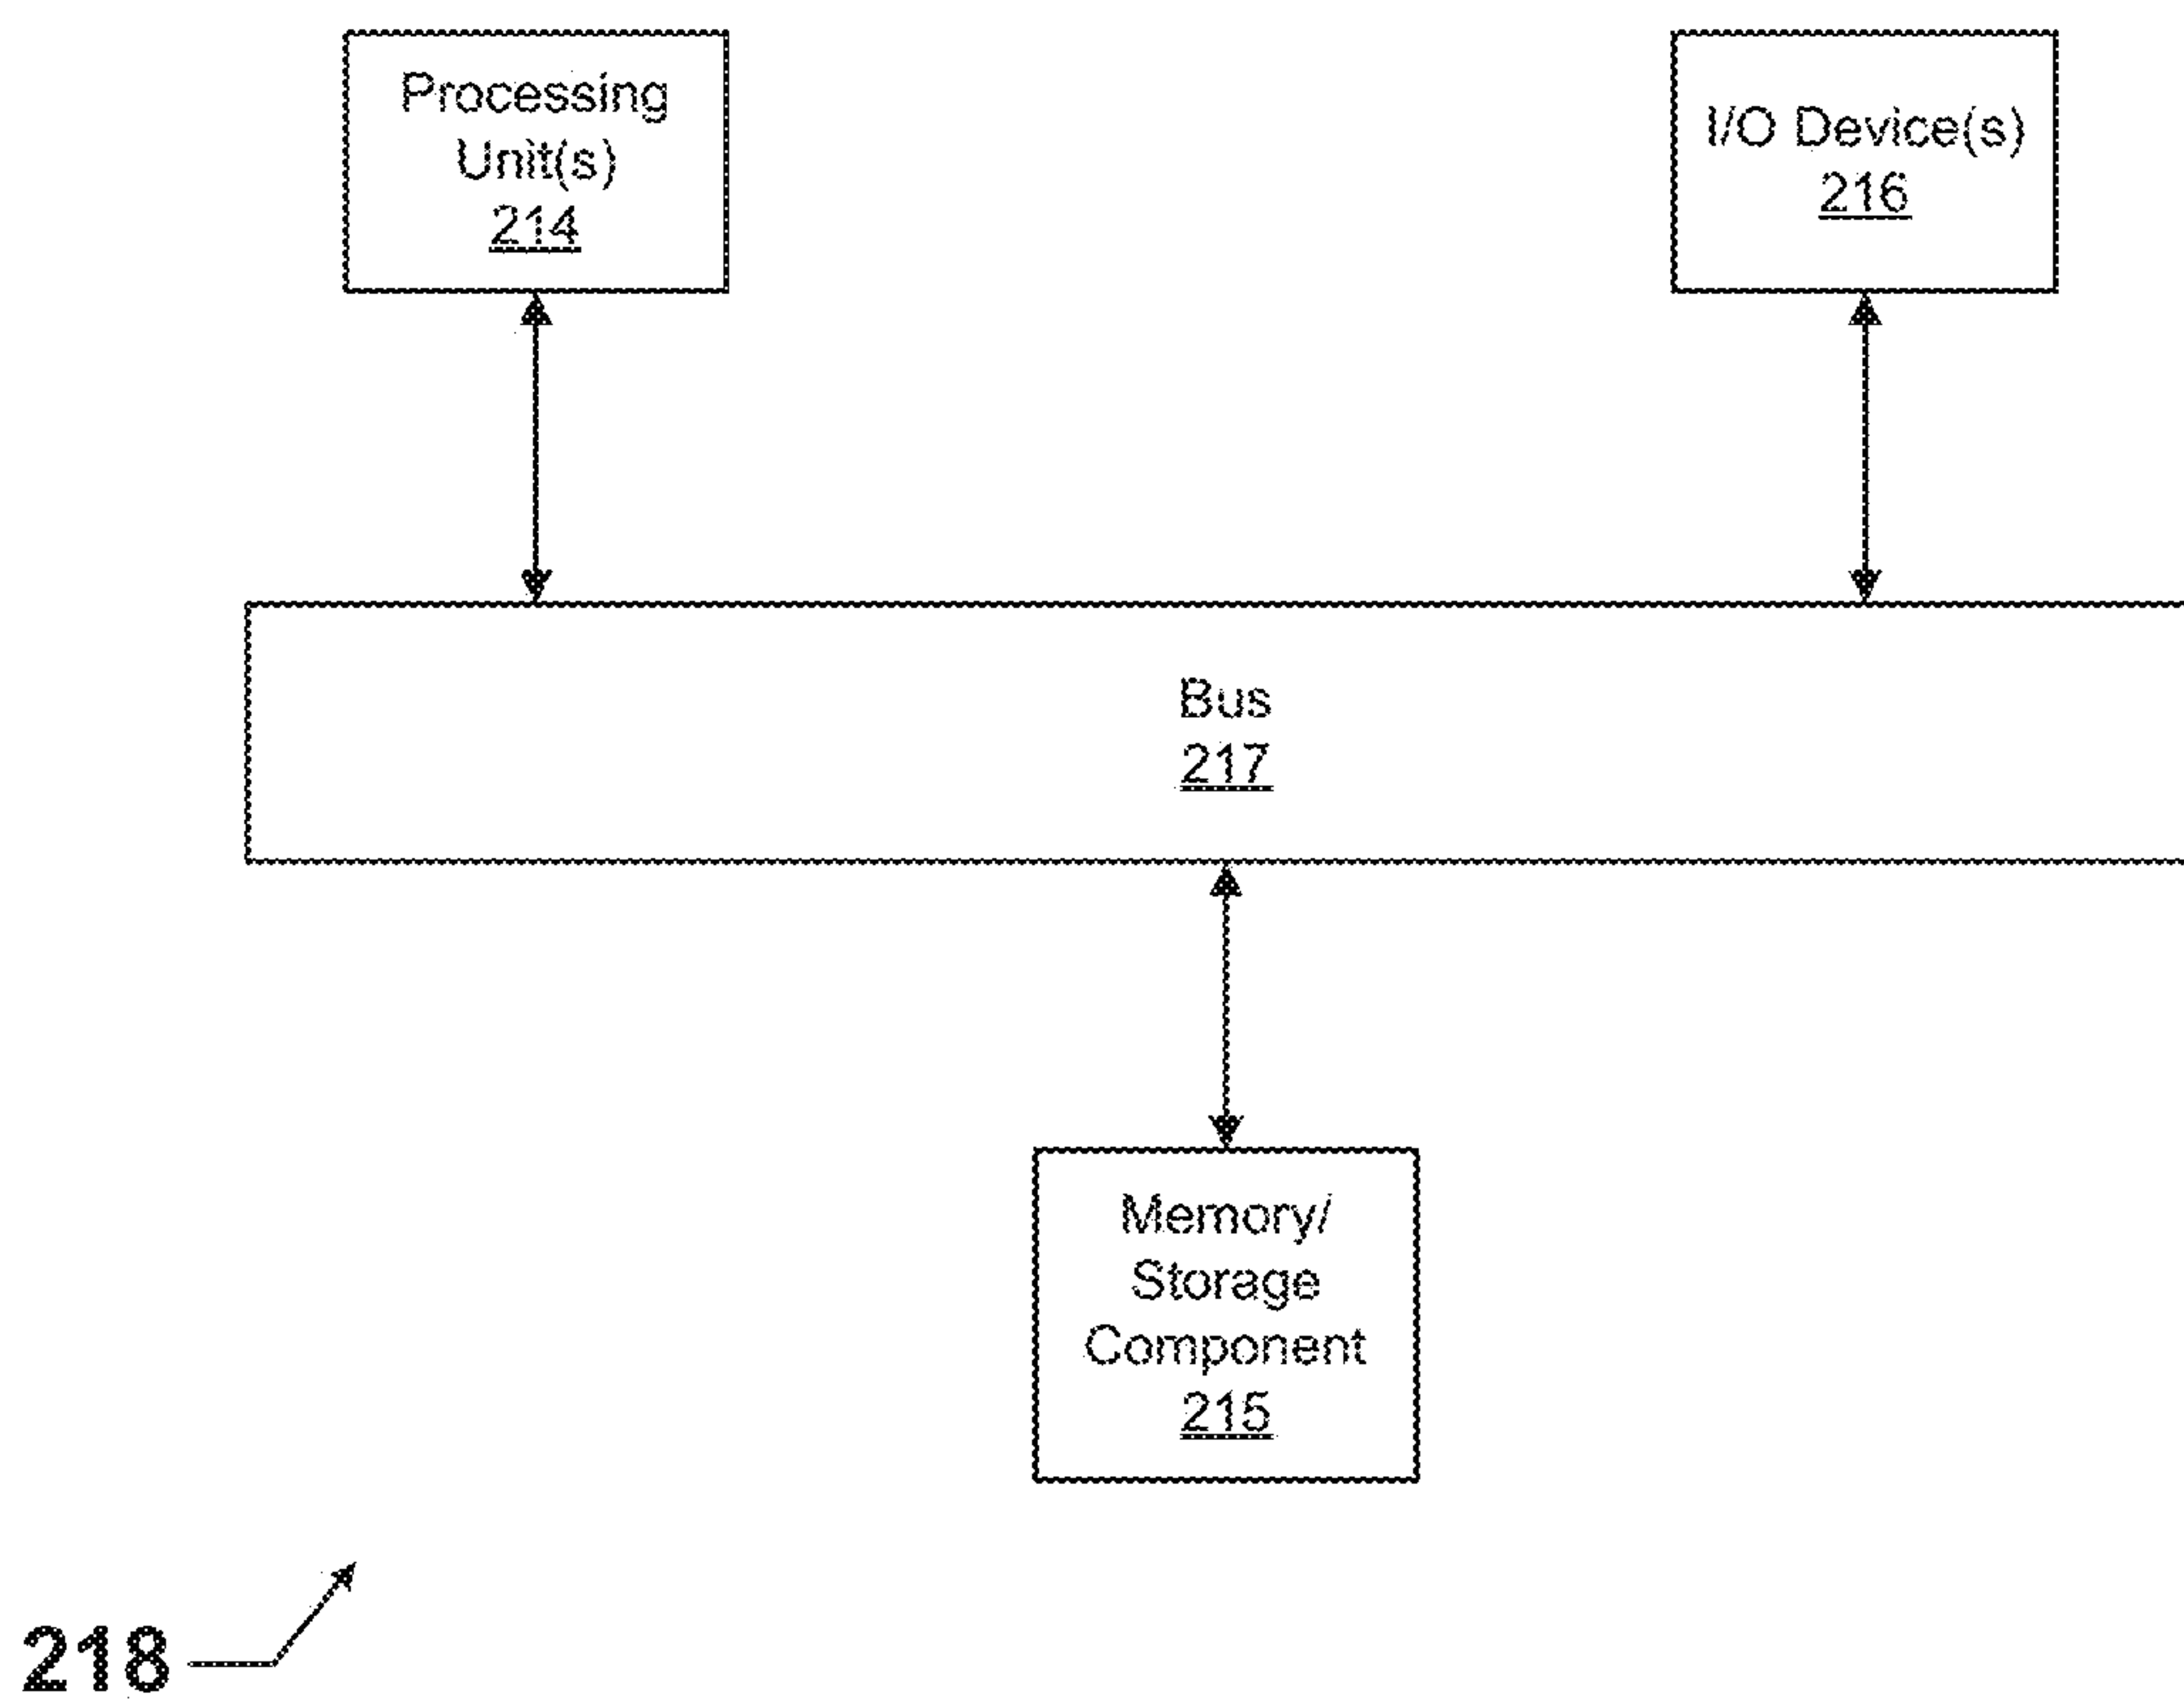 Processing
Unit(s)
214
I/O Device(s)
216
Bus
217
Memory/
Storage
Component
215
218